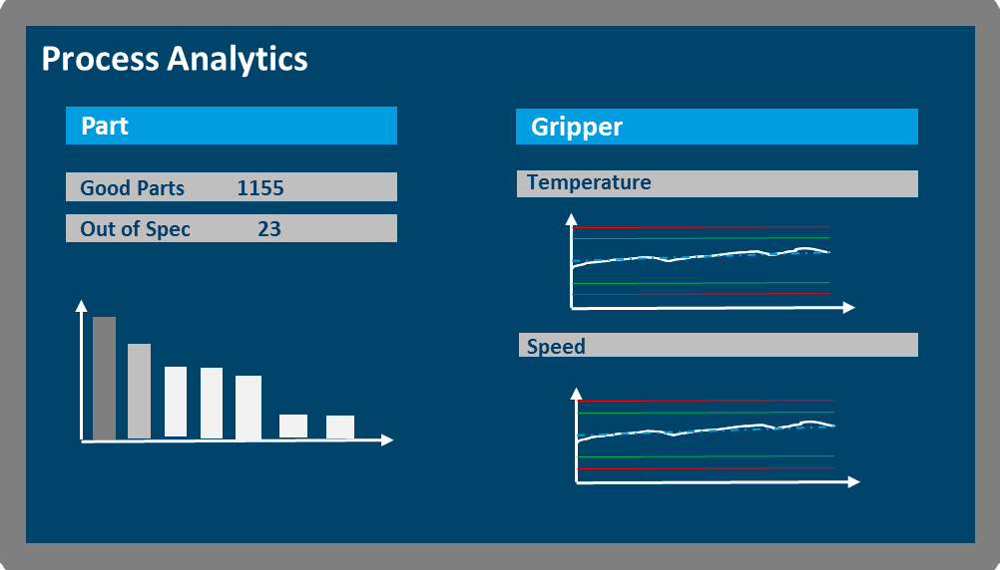 Process Analytics
Part
Good Parts 1155
Out of Spec 23
Gripper
Temperature
Speed